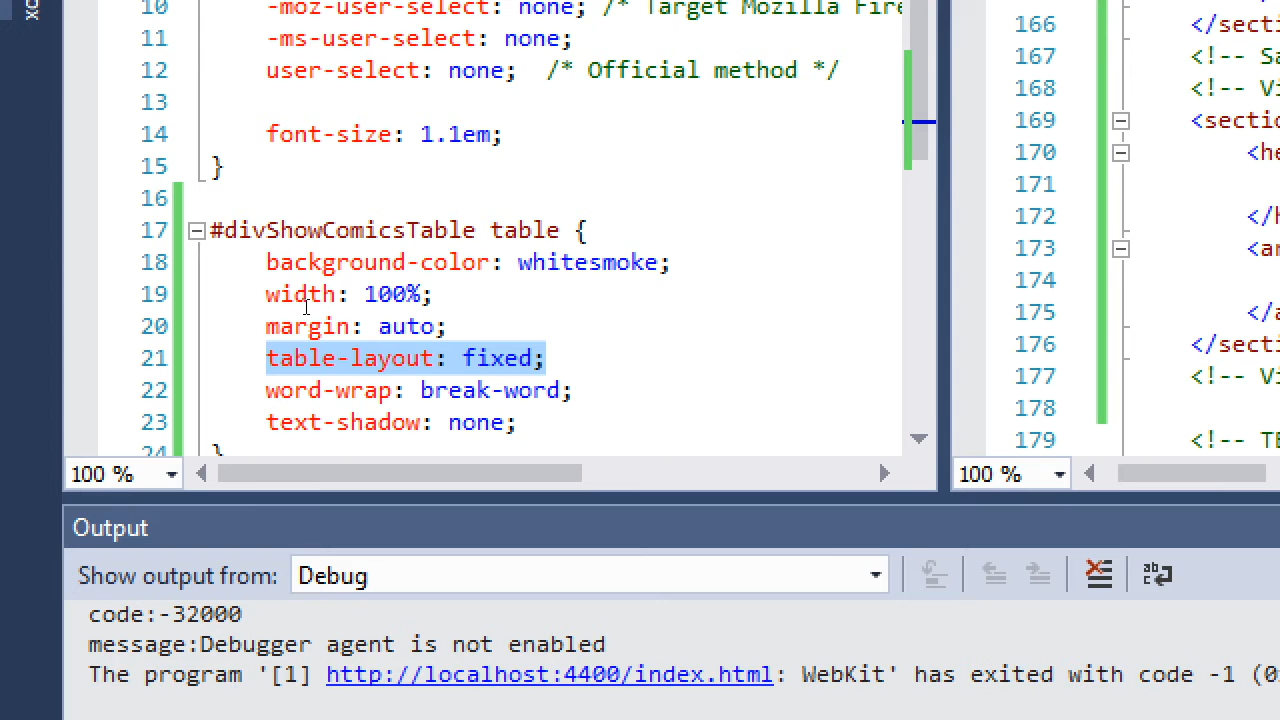 10 -moz-user-select: none; /* Target Mozilla Fire
11 -ms-user-select: none;
12 user-select: none; /* Official method */
13
14 font-size: 1.1em;
15 }
16
17 #divShowComicsTable table {
18 background-color: whitesmoke;
19 width: 100%;
20 margin: auto;
21 table-layout: fixed;
22 word-wrap: break-word;
23 text-shadow: none;
24 }
100 %
166 </secti
167 <!-- Sa
168 <!-- Vi
169 <sectio
170 <he
171
172 </h
173 <ar
174
175 </a
176 </secti
177 <!-- Vi
178
179 <!-- TE
100 %
Output
Show output from: Debug
code:-32000
message:Debugger agent is not enabled
The program '[1] http://localhost:4400/index.html: WebKit' has exited with code -1 (0